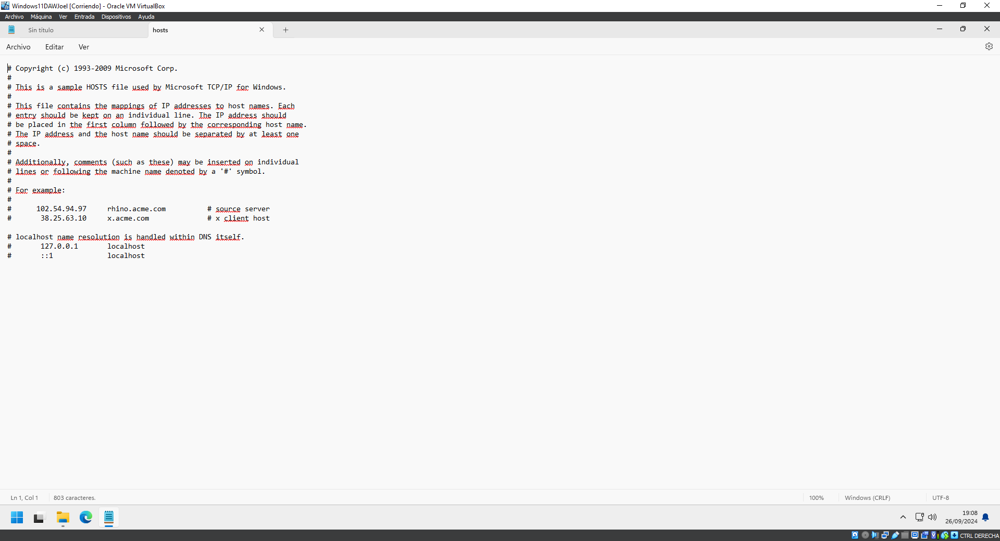 Windows11DAWJoel [Corriendo] - Oracle VM VirtualBox
Archivo Máquina Ver Entrada Dispositivos Ayuda
Sin título hosts
Archivo Editar Ver
# Copyright (c) 1993-2009 Microsoft Corp.
#
# This is a sample HOSTS file used by Microsoft TCP/IP for Windows.
#
# This file contains the mappings of IP addresses to host names. Each
# entry should be kept on an individual line. The IP address should
# be placed in the first column followed by the corresponding host name.
# The IP address and the host name should be separated by at least one
# space.
#
# Additionally, comments (such as these) may be inserted on individual
# lines or following the machine name denoted by a '#' symbol.
#
# For example:
#
#      102.54.94.97     rhino.acme.com          # source server
#       38.25.63.10     x.acme.com              # x client host

# localhost name resolution is handled within DNS itself.
#       127.0.0.1       localhost
#       ::1             localhost
Ln 1, Col 1 803 caracteres. 100% Windows (CRLF) UTF-8
19:08
26/09/2024
CTRL DERECHA